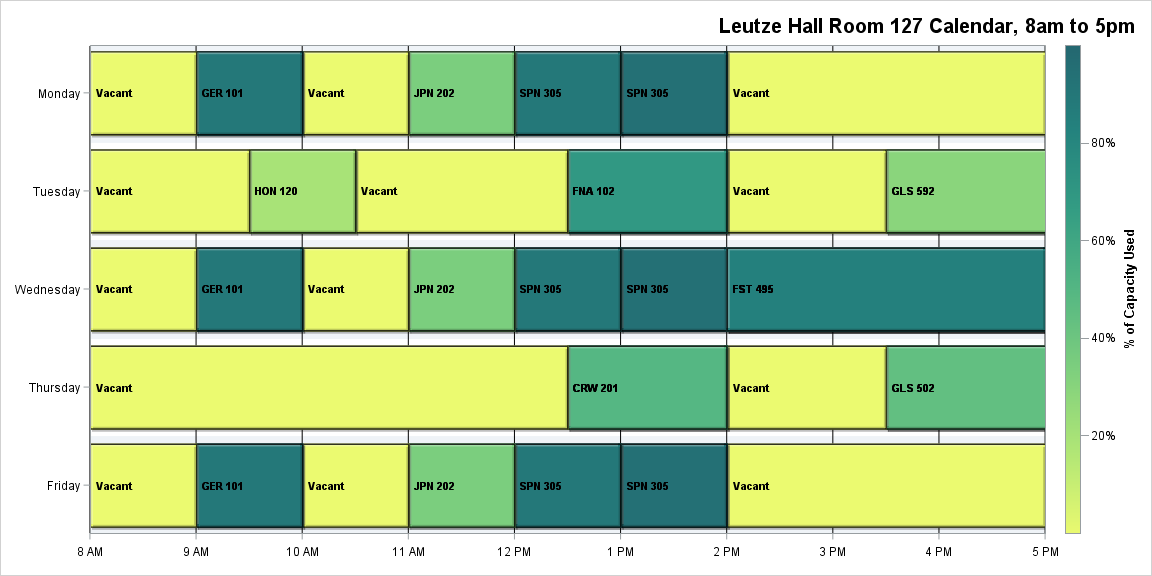 Leutze Hall Room 127 Calendar, 8am to 5pm
Monday
Vacant
GER 101
Vacant
JPN 202
SPN 305
SPN 305
Vacant
Tuesday
Vacant
HON 120
Vacant
FNA 102
Vacant
GLS 592
Wednesday
Vacant
GER 101
Vacant
JPN 202
SPN 305
SPN 305
FST 495
Thursday
Vacant
CRW 201
Vacant
GLS 502
Friday
Vacant
GER 101
Vacant
JPN 202
SPN 305
SPN 305
Vacant
8 AM
9 AM
10 AM
11 AM
12 PM
1 PM
2 PM
3 PM
4 PM
5 PM
80%
60%
40%
20%
% of Capacity Used